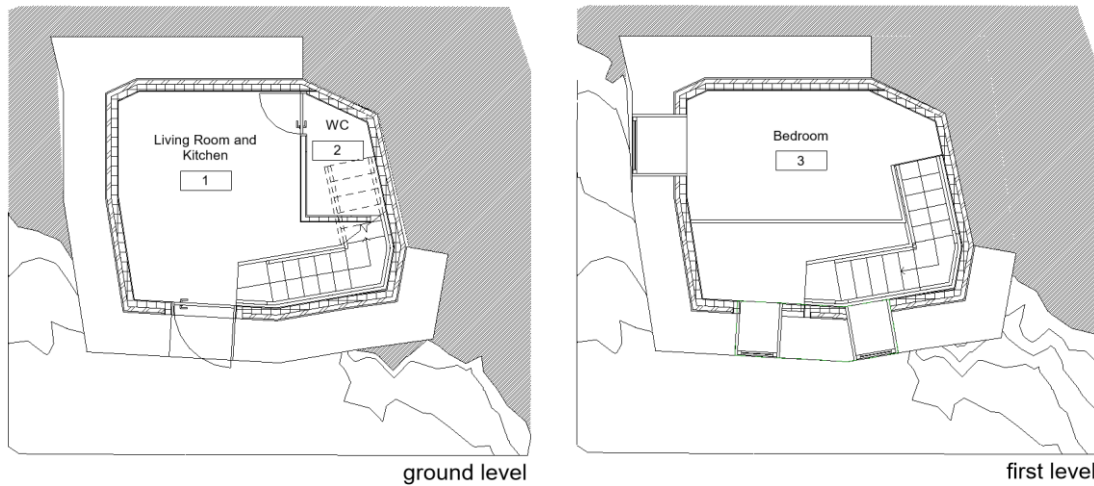 Living Room and
Kitchen
1
WC
2
ground level
Bedroom
3
first level